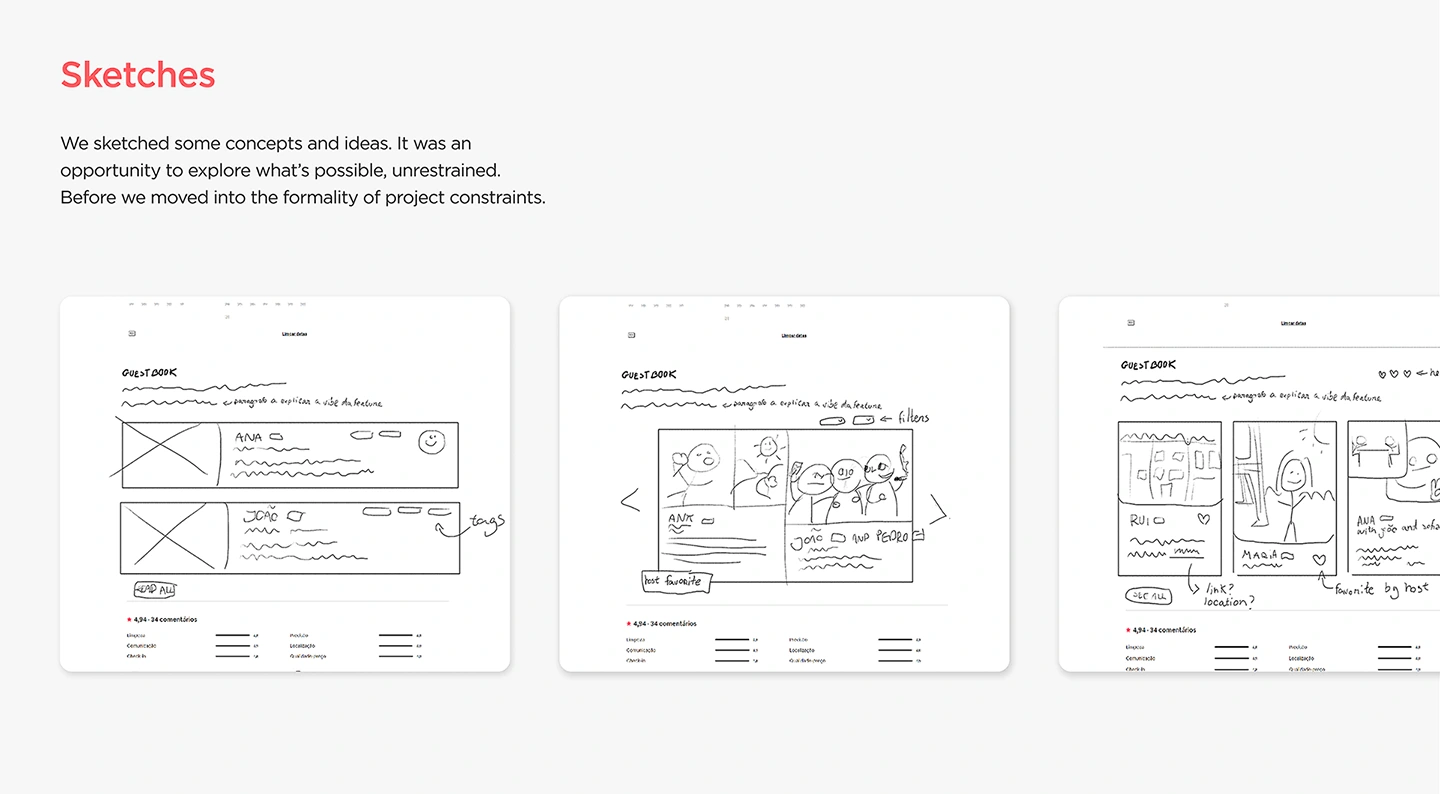 Sketches
We sketched some concepts and ideas. It was an
opportunity to explore what’s possible, unrestrained.
Before we moved into the formality of project constraints.
Limpar datas
GUESTBOOK
paragrafo a explicar a vibe da feature
ANA
JOÃO
tags
READ ALL
4,94 · 34 comentários
Limpeza
Precisão
Comunicação
Localização
Check-in
Qualidade-preço
Limpar datas
GUESTBOOK
paragrafo a explicar a vibe da feature
filters
ANA
JOÃO
AND PEDRO
host favorite
4,94 · 34 comentários
Limpeza
Precisão
Comunicação
Localização
Check-in
Qualidade-preço
Limpar datas
GUESTBOOK
paragrafo a explicar a vibe da feature
RUI
MARIA
ANA
with joão and
SEE ALL
link?
location?
favorite by host
4,94 · 34 comentários
Limpeza
Precisão
Comunicação
Localização
Check-in
Qualidade-preço